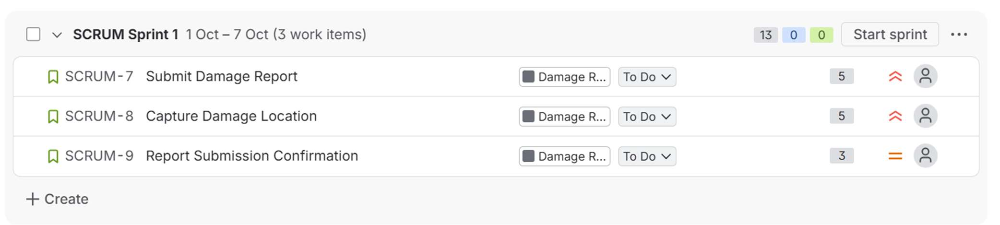 SCRUM Sprint 1 1 Oct – 7 Oct (3 work items) 13 0 0 Start sprint
SCRUM-7 Submit Damage Report Damage R... To Do 5
SCRUM-8 Capture Damage Location Damage R... To Do 5
SCRUM-9 Report Submission Confirmation Damage R... To Do 3
Create